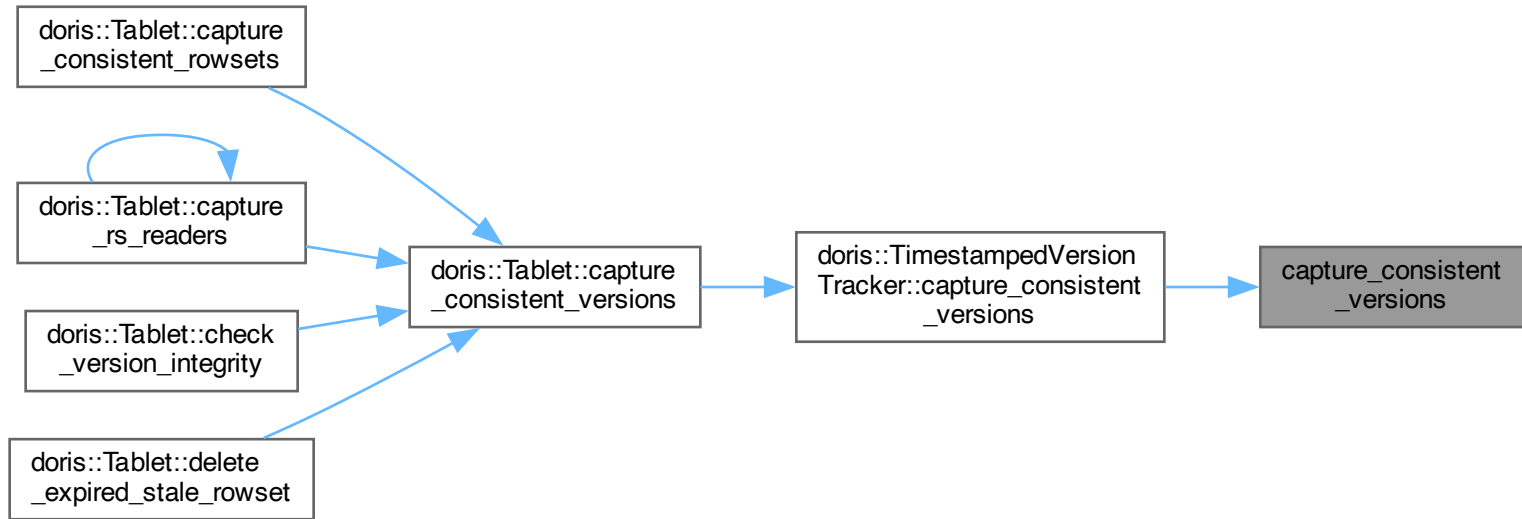 doris::Tablet::capture
_consistent_rowsets
doris::Tablet::capture
_rs_readers
doris::Tablet::check
_version_integrity
doris::Tablet::delete
_expired_stale_rowset
doris::Tablet::capture
_consistent_versions
doris::TimestampedVersion
Tracker::capture_consistent
_versions
capture_consistent
_versions